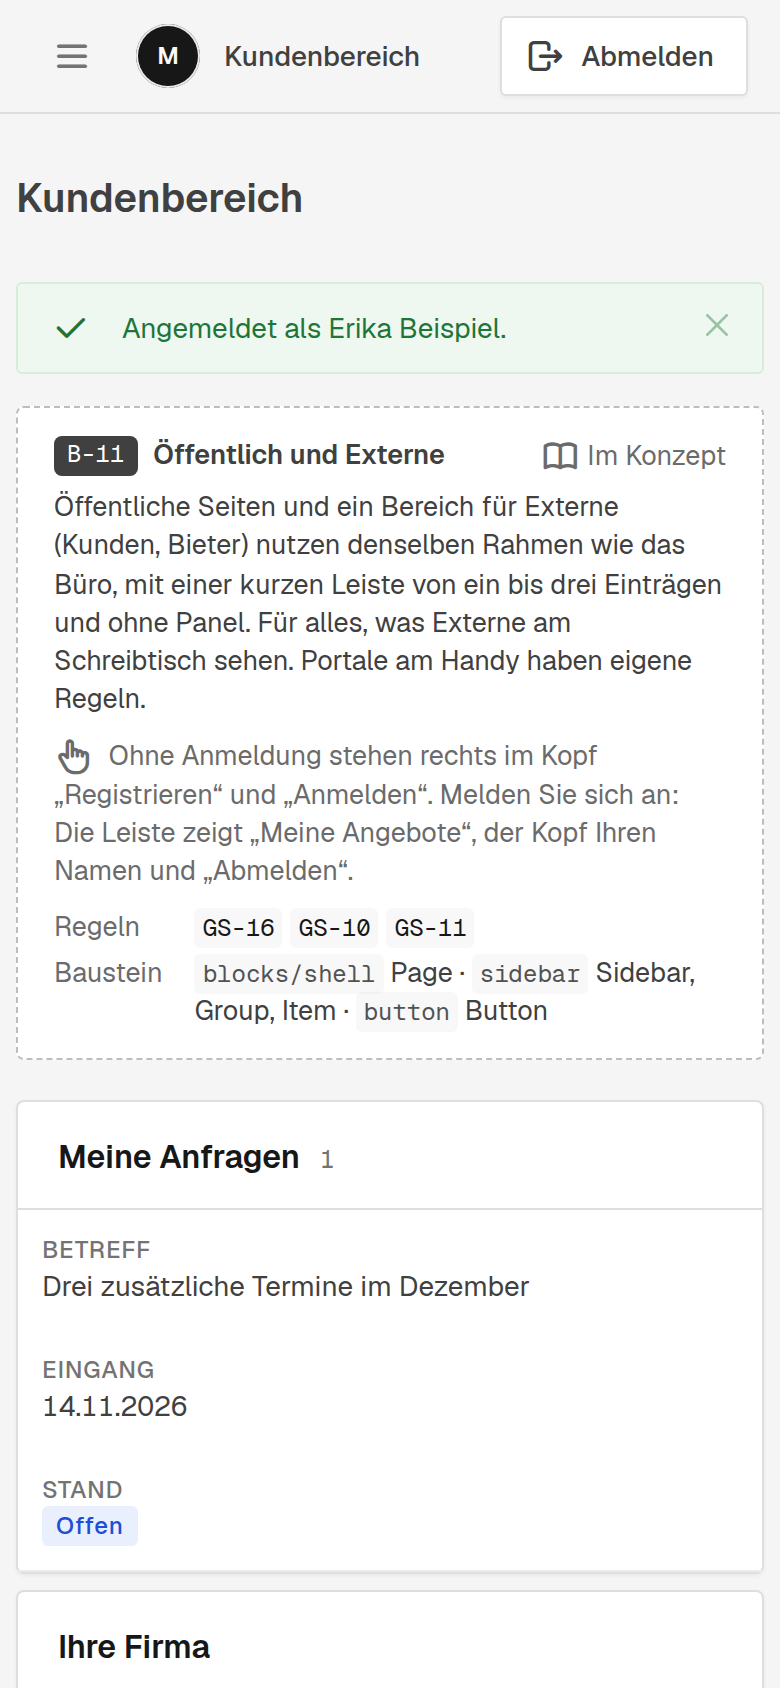 M Kundenbereich Abmelden
Kundenbereich
Angemeldet als Erika Beispiel.
B-11 Öffentlich und Externe Im Konzept
Öffentliche Seiten und ein Bereich für Externe
(Kunden, Bieter) nutzen denselben Rahmen wie das
Büro, mit einer kurzen Leiste von ein bis drei Einträgen
und ohne Panel. Für alles, was Externe am
Schreibtisch sehen. Portale am Handy haben eigene
Regeln.
Ohne Anmeldung stehen rechts im Kopf
„Registrieren“ und „Anmelden“. Melden Sie sich an:
Die Leiste zeigt „Meine Angebote“, der Kopf Ihren
Namen und „Abmelden“.
Regeln GS-16 GS-10 GS-11
Baustein blocks/shell Page · sidebar Sidebar,
Group, Item · button Button
Meine Anfragen 1
BETREFF
Drei zusätzliche Termine im Dezember
EINGANG
14.11.2026
STAND
Offen
Ihre Firma